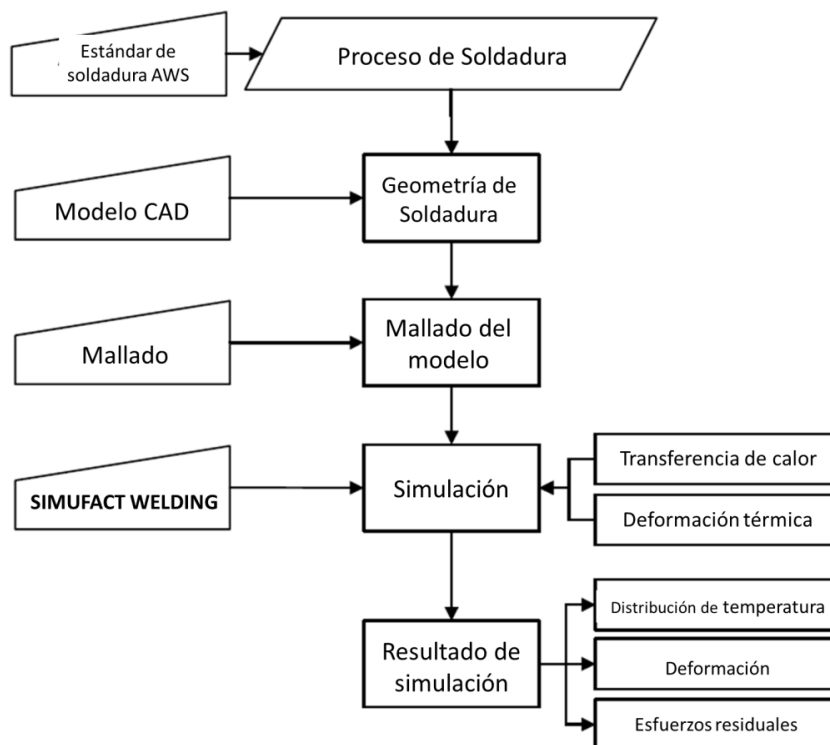 Estándar de
soldadura AWS
Proceso de Soldadura
Modelo CAD
Geometría de
Soldadura
Mallado
Mallado del
modelo
SIMUFACT WELDING
Simulación
Transferencia de calor
Deformación térmica
Resultado de
simulación
Distribución de temperatura
Deformación
Esfuerzos residuales